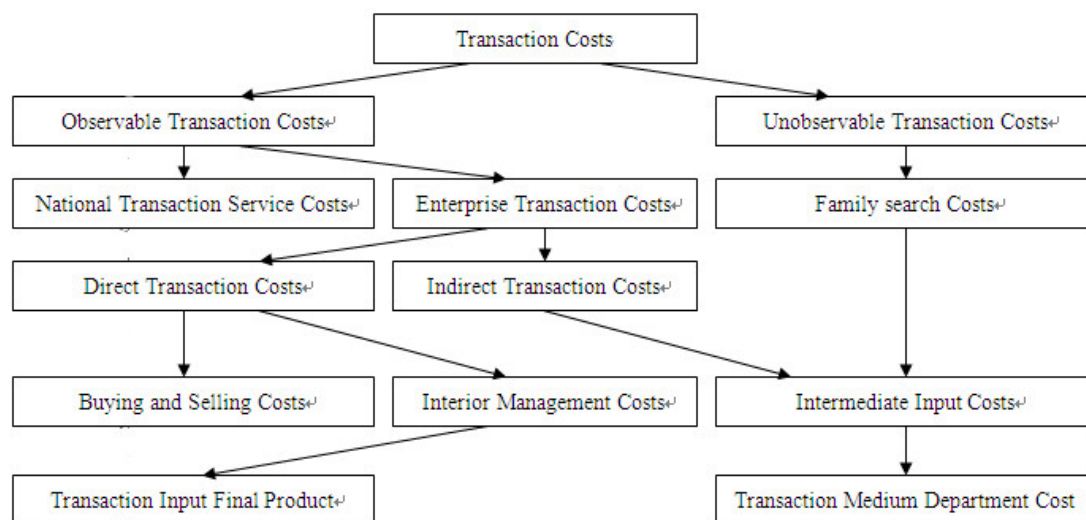 Transaction Costs
Observable Transaction Costs↵
Unobservable Transaction Costs↵
National Transaction Service Costs↵
Enterprise Transaction Costs↵
Family search Costs↵
Direct Transaction Costs↵
Indirect Transaction Costs↵
Buying and Selling Costs↵
Interior Management Costs↵
Intermediate Input Costs↵
Transaction Input Final Product↵
Transaction Medium Department Cost